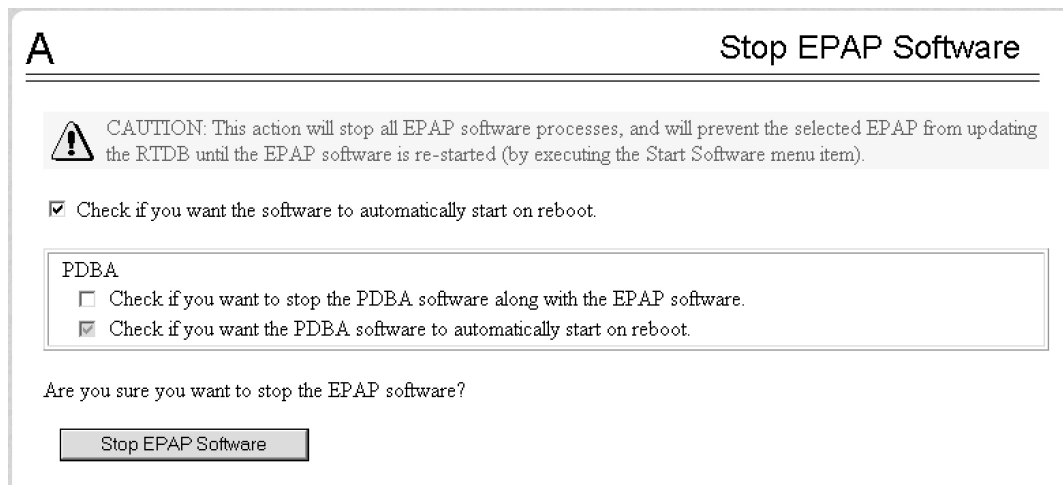 A
Stop EPAP Software
CAUTION: This action will stop all EPAP software processes, and will prevent the selected EPAP from updating
the RTDB until the EPAP software is re-started (by executing the Start Software menu item).
Check if you want the software to automatically start on reboot.
PDBA
Check if you want to stop the PDBA software along with the EPAP software.
Check if you want the PDBA software to automatically start on reboot.
Are you sure you want to stop the EPAP software?
Stop EPAP Software